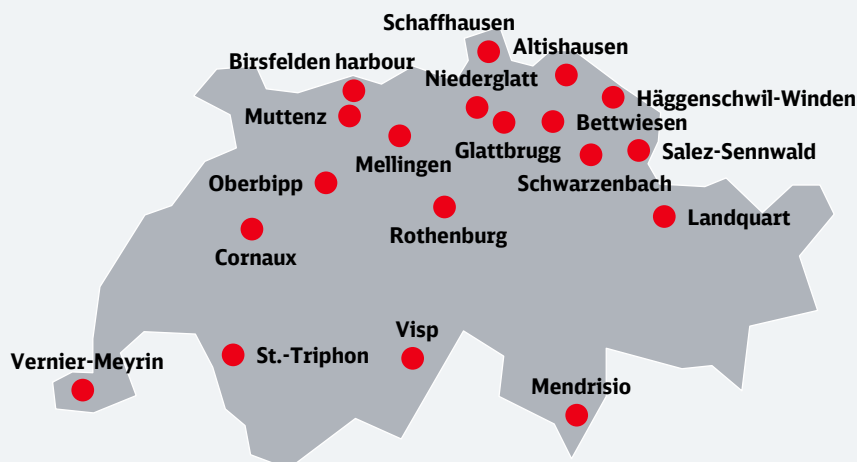 Schaffhausen
Altishausen
Birsfelden harbour
Niederglatt
Häggenschwil-Winden
Muttenz
Bettwiesen
Mellingen
Glattbrugg
Salez-Sennwald
Oberbipp
Schwarzenbach
Landquart
Rothenburg
Cornaux
Visp
St.-Triphon
Vernier-Meyrin
Mendrisio